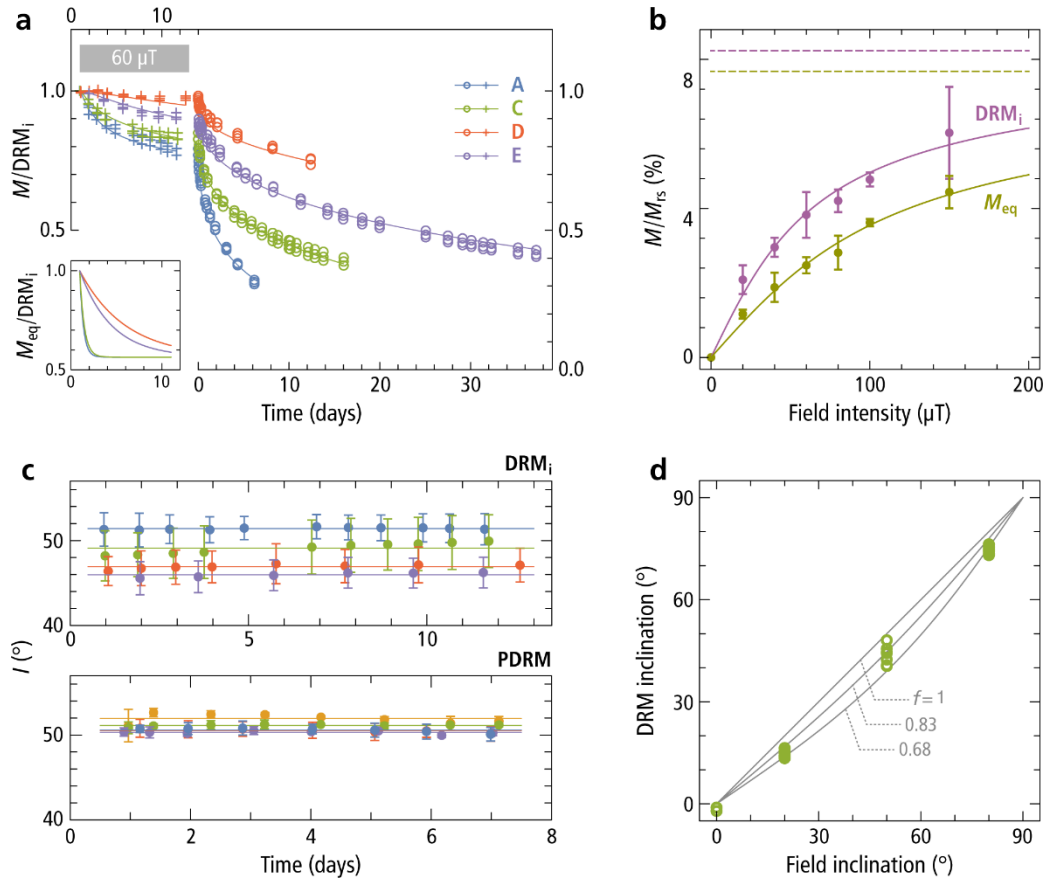 a
0 10
60 µT
1.0 1.0
A
C
D
E
M/DRMi
0.5 0.5
0.0
1.0
Meq/DRMi
0.5
0 10
0 10 20 30
Time (days)
b
8
DRMi
M/Mrs (%)
Meq
4
0
0 100 200
Field intensity (µT)
c
DRMi
50
40
0 5 10
I (°)
PDRM
50
40
0 2 4 6 8
Time (days)
d
90
DRM inclination (°)
60
30
f = 1
0.83
0.68
0
0 30 60 90
Field inclination (°)